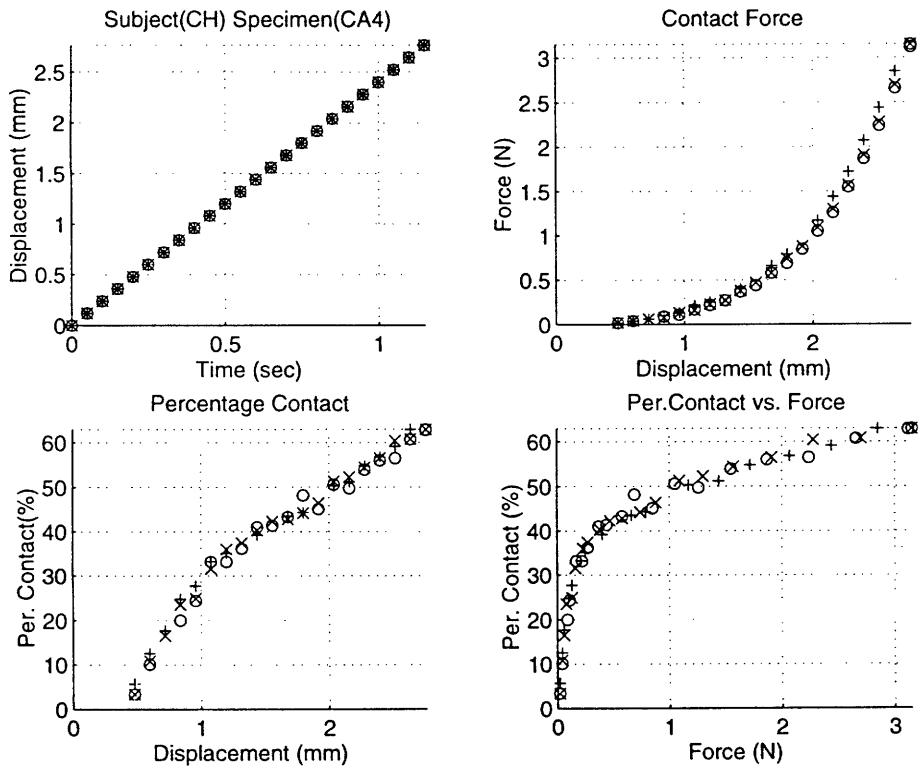 Subject(CH) Specimen(CA4)
Displacement (mm)
2.5
2
1.5
1
0.5
0
0 0.5 1
Time (sec)
Contact Force
Force (N)
3
2.5
2
1.5
1
0.5
0
0 1 2
Displacement (mm)
Percentage Contact
Per. Contact(%)
60
50
40
30
20
10
0
0 1 2
Displacement (mm)
Per.Contact vs. Force
Per. Contact (%)
60
50
40
30
20
10
0
0 1 2 3
Force (N)